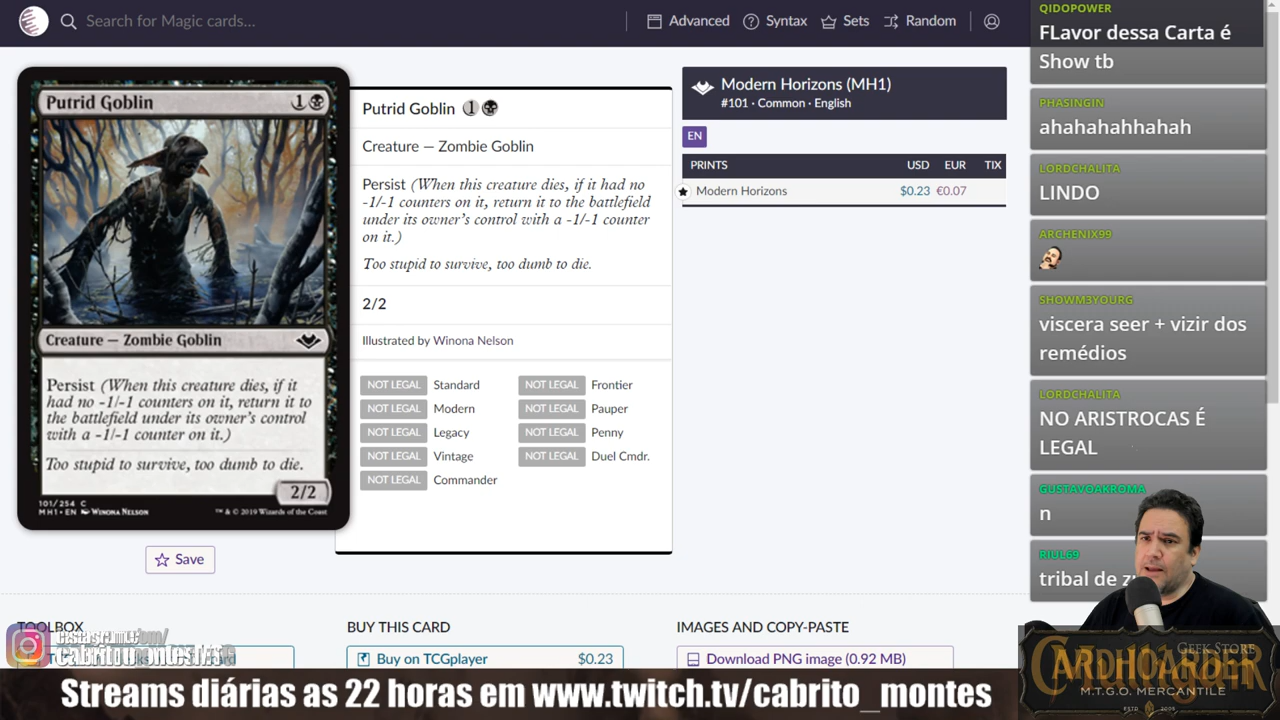 Search for Magic cards...
Advanced
Syntax
Sets
Random
Putrid Goblin 1
Creature — Zombie Goblin
Persist (When this creature dies, if it
had no -1/-1 counters on it, return it to
the battlefield under its owner's control
with a -1/-1 counter on it.)
Too stupid to survive, too dumb to die.
2/2
101/254 C
MH1 • EN Winona Nelson
™ & © 2019 Wizards of the Coast
Save
Putrid Goblin 1
Creature — Zombie Goblin
Persist (When this creature dies, if it had no
-1/-1 counters on it, return it to the battlefield
under its owner's control with a -1/-1 counter
on it.)
Too stupid to survive, too dumb to die.
2/2
Illustrated by Winona Nelson
NOT LEGAL Standard NOT LEGAL Frontier
NOT LEGAL Modern NOT LEGAL Pauper
NOT LEGAL Legacy NOT LEGAL Penny
NOT LEGAL Vintage NOT LEGAL Duel Cmdr.
NOT LEGAL Commander
Modern Horizons (MH1)
#101 · Common · English
EN
PRINTS USD EUR TIX
Modern Horizons $0.23 €0.07
QIDOPOWER
FLavor dessa Carta é
Show tb
PHASINGIN
ahahahahhahah
LORDCHALITA
LINDO
ARCHENIX99
SHOWM3YOURG
viscera seer + vizir dos
remédios
LORDCHALITA
NO ARISTROCAS É
LEGAL
GUSTAVOAKROMA
n
RIUL69
tribal de
TOOLBOX
BUY THIS CARD
Buy on TCGplayer $0.23
IMAGES AND COPY-PASTE
Download PNG image (0.92 MB)
GEEK STORE
CARDHOARDER
M.T.G.O. MERCANTILE
ESTD
Streams diárias as 22 horas em www.twitch.tv/cabrito_montes